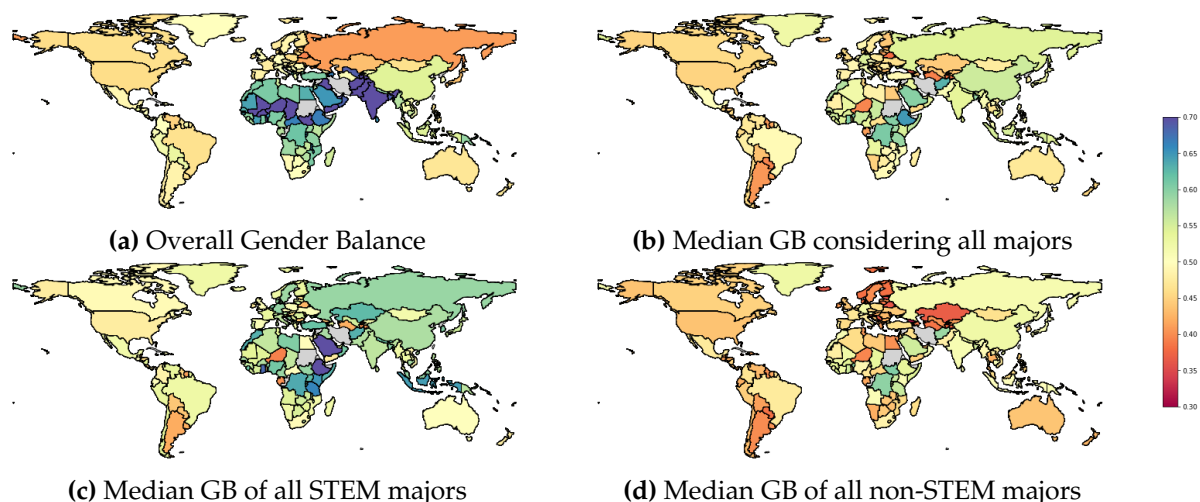 (a) Overall Gender Balance
(b) Median GB considering all majors
0.70
0.65
0.60
0.55
0.50
0.45
0.40
0.35
0.30
(c) Median GB of all STEM majors
(d) Median GB of all non-STEM majors